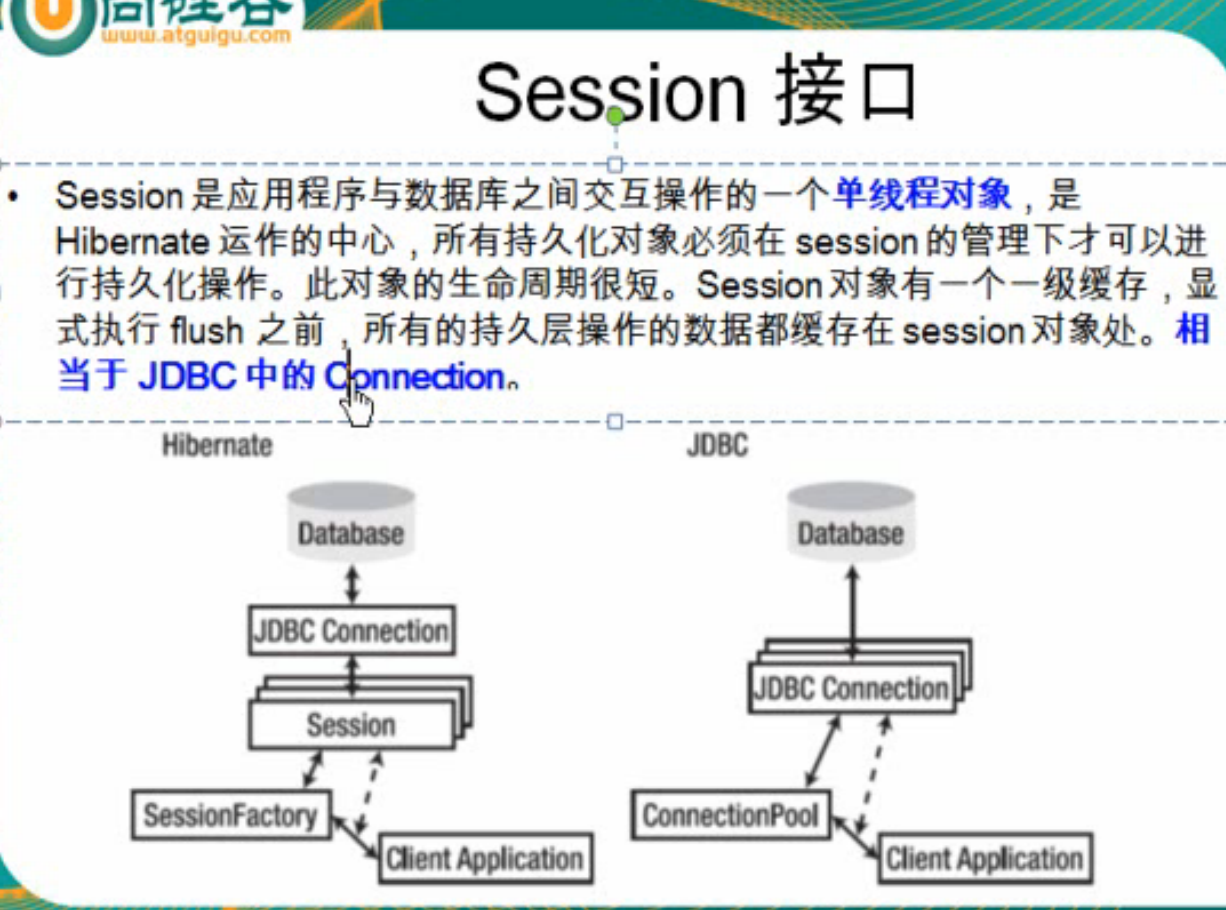 尚硅谷
www.atguigu.com
Session 接口
• Session 是应用程序与数据库之间交互操作的一个单线程对象，是
Hibernate 运作的中心，所有持久化对象必须在 session 的管理下才可以进
行持久化操作。此对象的生命周期很短。Session 对象有一个一级缓存，显
式执行 flush 之前，所有的持久层操作的数据都缓存在 session 对象处。相
当于 JDBC 中的 Connection。
Hibernate
Database
JDBC Connection
Session
SessionFactory
Client Application
JDBC
Database
JDBC Connection
ConnectionPool
Client Application